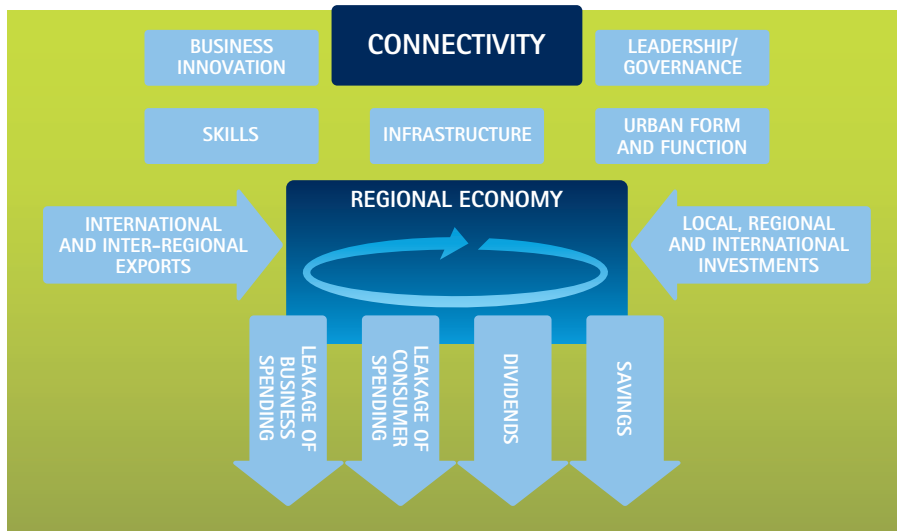 BUSINESS
INNOVATION
CONNECTIVITY
LEADERSHIP/
GOVERNANCE
SKILLS
INFRASTRUCTURE
URBAN FORM
AND FUNCTION
REGIONAL ECONOMY
INTERNATIONAL
AND INTER-REGIONAL
EXPORTS
LOCAL, REGIONAL
AND INTERNATIONAL
INVESTMENTS
LEAKAGE OF
BUSINESS
SPENDING
LEAKAGE OF
CONSUMER
SPENDING
DIVIDENDS
SAVINGS